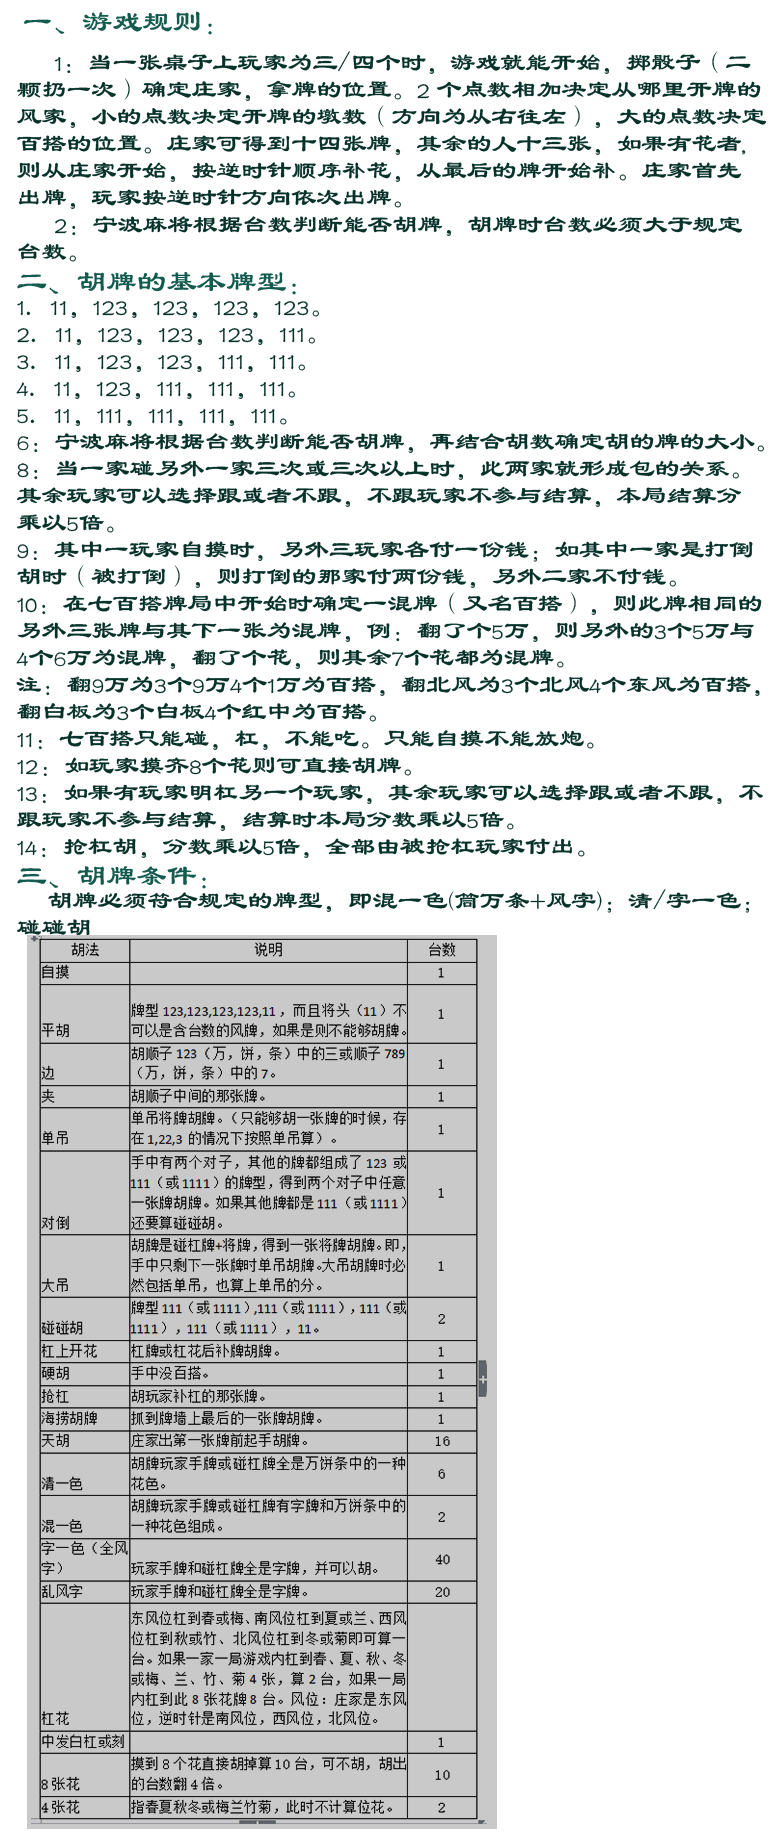 一、游戏规则：
1：当一张桌子上玩家为三/四个时，游戏就能开始，掷骰子（二
颗扔一次）确定庄家，拿牌的位置。2个点数相加决定从哪里开牌的
风家，小的点数决定开牌的墩数（方向为从右往左），大的点数决定
百搭的位置。庄家可得到十四张牌，其余的人十三张，如果有花者，
则从庄家开始，按逆时针顺序补花，从最后的牌开始补。庄家首先
出牌，玩家按逆时针方向依次出牌。
2：宁波麻将根据台数判断能否胡牌，胡牌时台数必须大于规定
台数。
二、胡牌的基本牌型：
1. 11，123，123，123，123。
2. 11，123，123，123，111。
3. 11，123，123，111，111。
4. 11，123，111，111，111。
5. 11，111，111，111，111。
6：宁波麻将根据台数判断能否胡牌，再结合胡数确定胡的牌的大小。
8：当一家碰另外一家三次或三次以上时，此两家就形成包的关系。
其余玩家可以选择跟或者不跟，不跟玩家不参与结算，本局结算分
乘以5倍。
9：其中一玩家自摸时，另外三玩家各付一份钱；如其中一家是打倒
胡时（被打倒），则打倒的那家付两份钱，另外二家不付钱。
10：在七百搭牌局中开始时确定一混牌（又名百搭），则此牌相同的
另外三张牌与其下一张为混牌，例：翻了个5万，则另外的3个5万与
4个6万为混牌，翻了个花，则其余7个花都为混牌。
注：翻9万为3个9万4个1万为百搭，翻北风为3个北风4个东风为百搭，
翻白板为3个白板4个红中为百搭。
11：七百搭只能碰，杠，不能吃。只能自摸不能放炮。
12：如玩家摸齐8个花则可直接胡牌。
13：如果有玩家明杠另一个玩家，其余玩家可以选择跟或者不跟，不
跟玩家不参与结算，结算时本局分数乘以5倍。
14：抢杠胡，分数乘以5倍，全部由被抢杠玩家付出。
三、胡牌条件：
胡牌必须符合规定的牌型，即混一色(筒万条+风字)；清/字一色；
碰碰胡
胡法 说明 台数
自摸 1
牌型 123,123,123,123,11，而且将头（11）不
平胡 可以是含台数的风牌，如果是则不能够胡牌。 1
胡顺子 123（万，饼，条）中的三或顺子 789
边 （万，饼，条）中的 7。 1
夹 胡顺子中间的那张牌。 1
单吊将牌胡牌。（只能够胡一张牌的时候，存
单吊 在 1,22,3 的情况下按照单吊算）。 1
手中有两个对子，其他的牌都组成了 123 或
111（或 1111）的牌型，得到两个对子中任意
一张牌胡牌。如果其他牌都是 111（或 1111）
对倒 还要算碰碰胡。 1
胡牌是碰杠牌+将牌，得到一张将牌胡牌。即，
手中只剩下一张牌时单吊胡牌。大吊胡牌时必
大吊 然包括单吊，也算上单吊的分。 1
牌型 111（或 1111）,111（或 1111），111（或
碰碰胡 1111），111（或 1111），11。 2
杠上开花 杠牌或杠花后补牌胡牌。 1
硬胡 手中没百搭。 1
抢杠 胡玩家补杠的那张牌。 1
海捞胡牌 抓到牌墙上最后的一张牌胡牌。 1
天胡 庄家出第一张牌前起手胡牌。 16
胡牌玩家手牌或碰杠牌全是万饼条中的一种
清一色 花色。 6
胡牌玩家手牌或碰杠牌有字牌和万饼条中的
混一色 一种花色组成。 2
字一色（全风
字） 玩家手牌和碰杠牌全是字牌，并可以胡。 40
乱风字 玩家手牌和碰杠牌全是字牌。 20
东风位杠到春或梅、南风位杠到夏或兰、西风
位杠到秋或竹、北风位杠到冬或菊即可算一
台。如果一家一局游戏内杠到春、夏、秋、冬
或梅、兰、竹、菊 4 张，算 2 台，如果一局
内杠到此 8 张花牌 8 台。风位：庄家是东风
杠花 位，逆时针是南风位，西风位，北风位。
中发白杠或刻 1
摸到 8 个花直接胡掉算 10 台，可不胡，胡出
8 张花 的台数翻 4 倍。 10
4 张花 指春夏秋冬或梅兰竹菊，此时不计算位花。 2